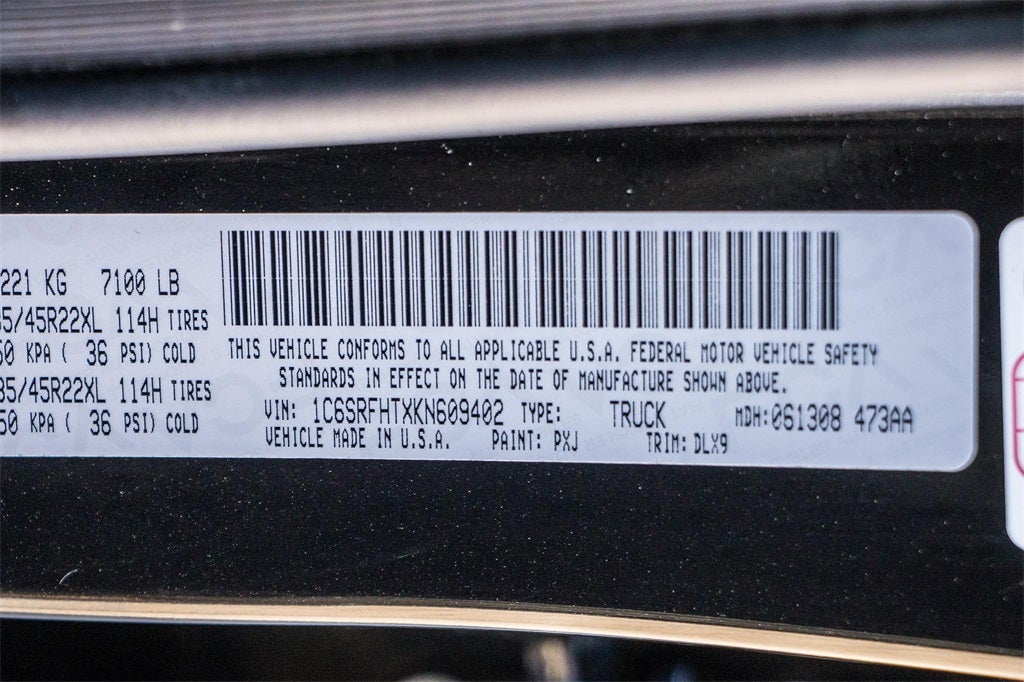 221 KG 7100 LB
85/45R22XL 114H TIRES
50 KPA ( 36 PSI) COLD
85/45R22XL 114H TIRES
50 KPA ( 36 PSI) COLD
THIS VEHICLE CONFORMS TO ALL APPLICABLE U.S.A. FEDERAL MOTOR VEHICLE SAFETY
STANDARDS IN EFFECT ON THE DATE OF MANUFACTURE SHOWN ABOVE.
VIN: 1C6SRFHTXKN609402 TYPE: TRUCK MDH:061308 473AA
VEHICLE MADE IN U.S.A. PAINT: PXJ TRIM: DLX9